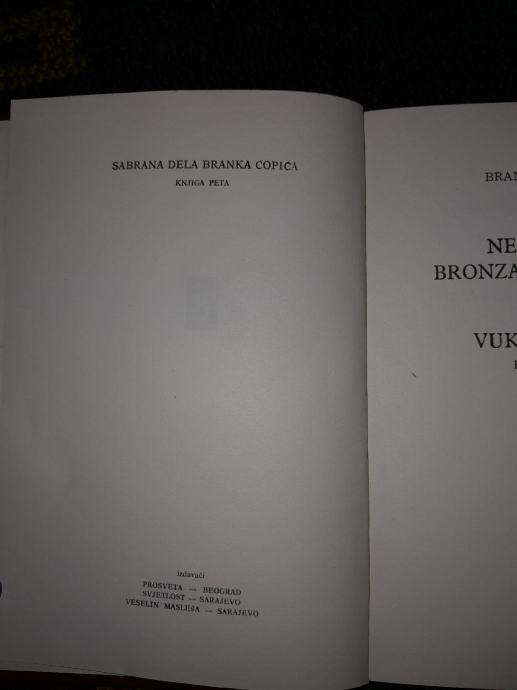 SABRANA DELA BRANKA ĆOPIĆA
KNJIGA PETA
izdavači
PROSVETA — BEOGRAD
SVJETLOST — SARAJEVO
VESELIN MASLEŠA — SARAJEVO
BRAN
NE
BRONZA
VUK